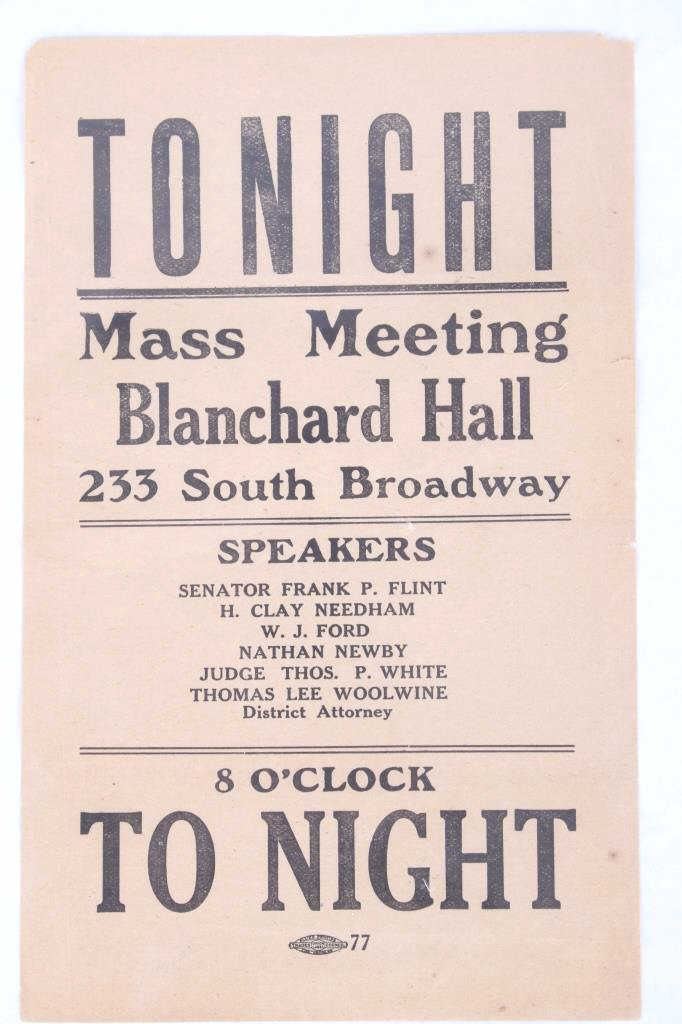 TONIGHT
Mass Meeting
Blanchard Hall
233 South Broadway
SPEAKERS
SENATOR FRANK P. FLINT
H. CLAY NEEDHAM
W. J. FORD
NATHAN NEWBY
JUDGE THOS. P. WHITE
THOMAS LEE WOOLWINE
District Attorney
8 O'CLOCK
TO NIGHT
77